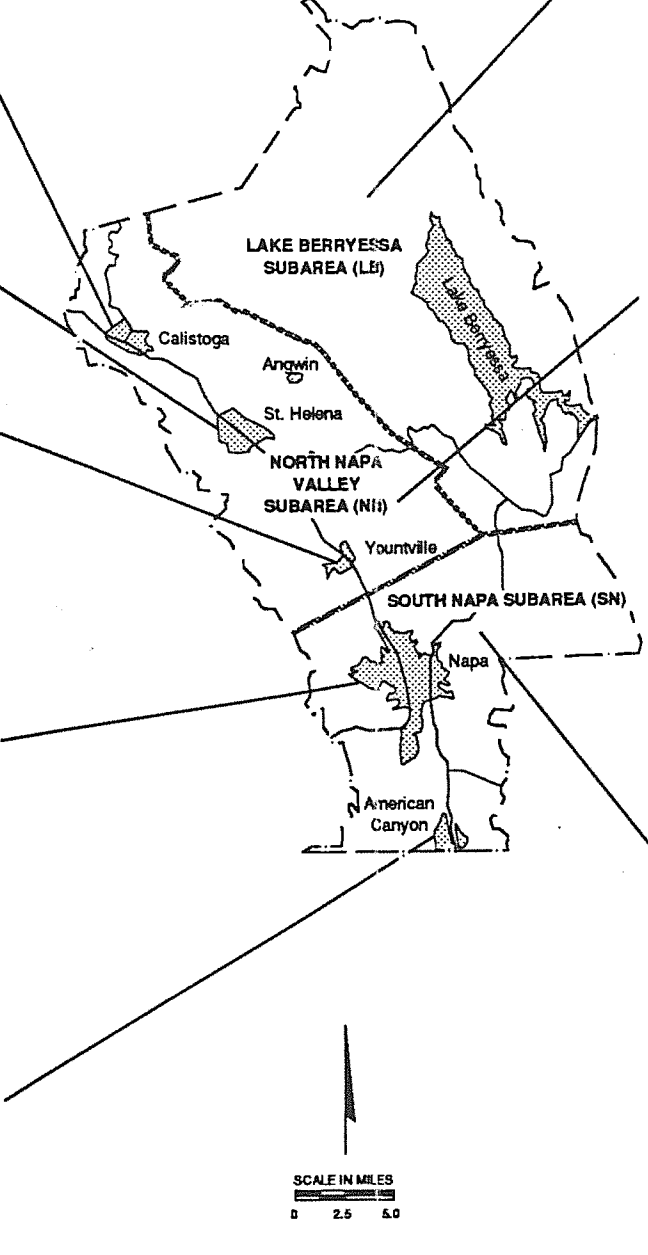 LAKE BERRYESSA
SUBAREA (LB)
Lake Berryessa
Calistoga
Angwin
St. Helena
NORTH NAPA
VALLEY
SUBAREA (NN)
Yountville
SOUTH NAPA SUBAREA (SN)
Napa
American
Canyon
SCALE IN MILES
0 2.5 5.0